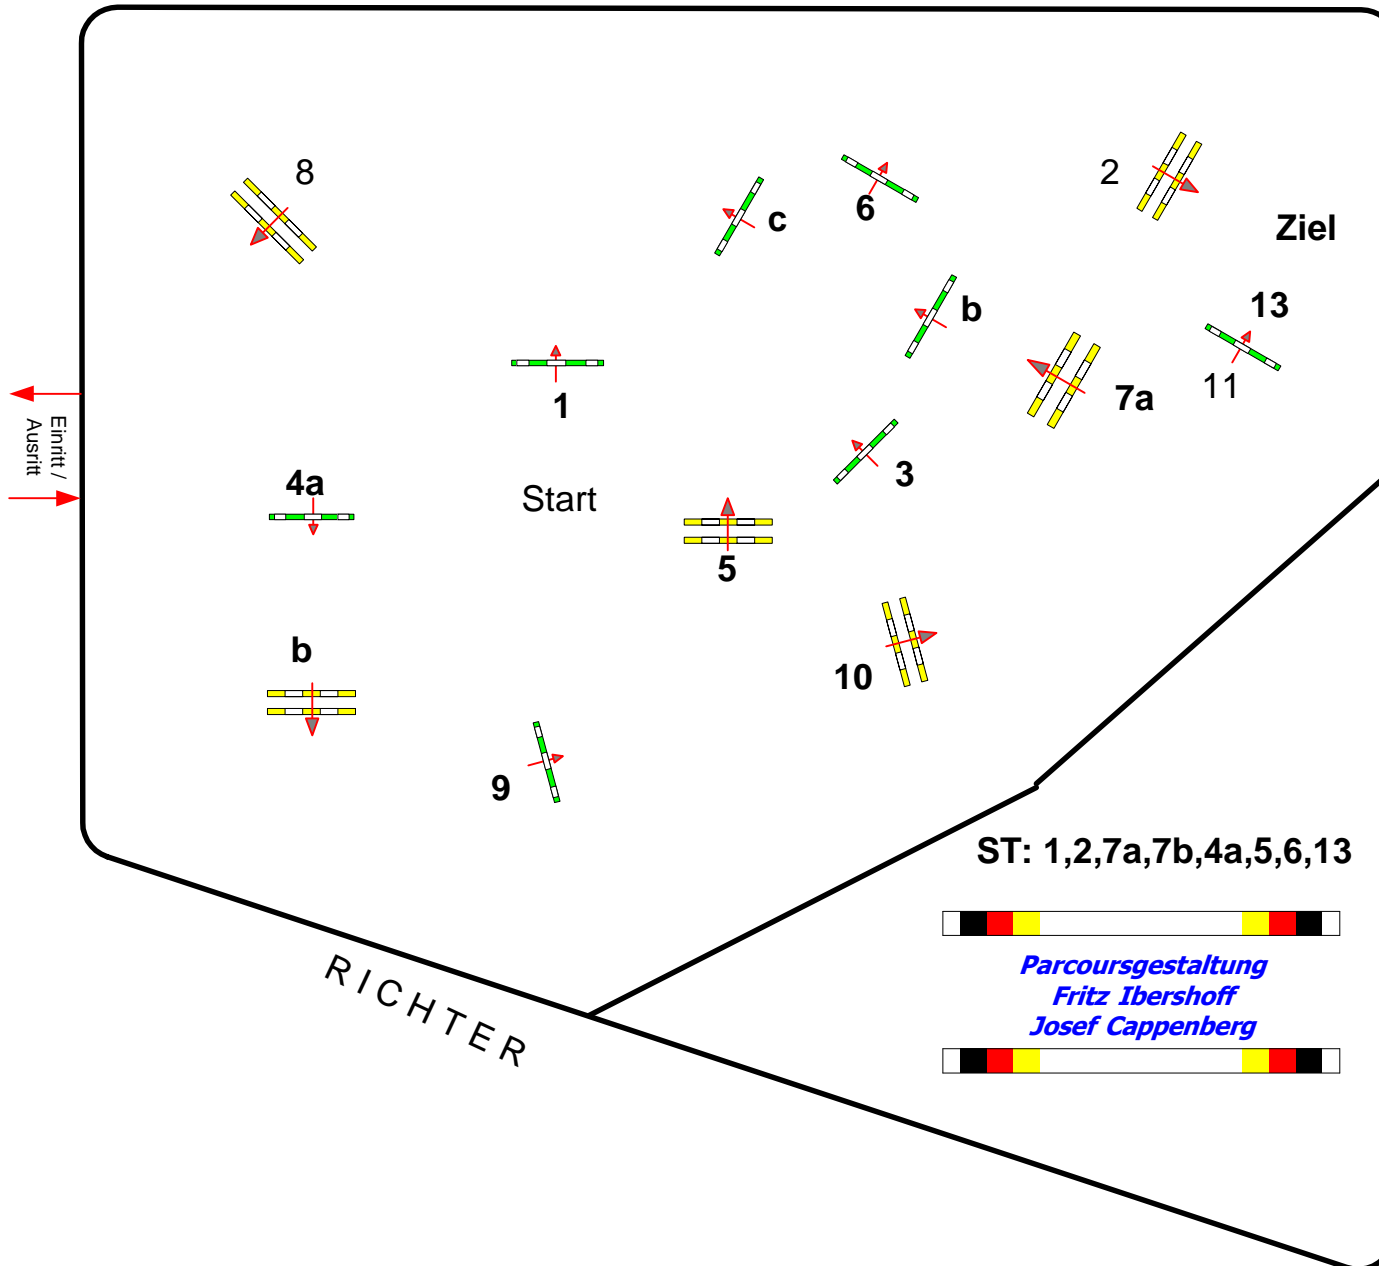 8
c
6
2
Ziel
b
13
7a
11
1
Einritt /
Ausritt
4a
Start
3
5
b
10
9
ST: 1,2,7a,7b,4a,5,6,13
Parcoursgestaltung
Fritz Ibershoff
Josef Cappenberg
RICHTER